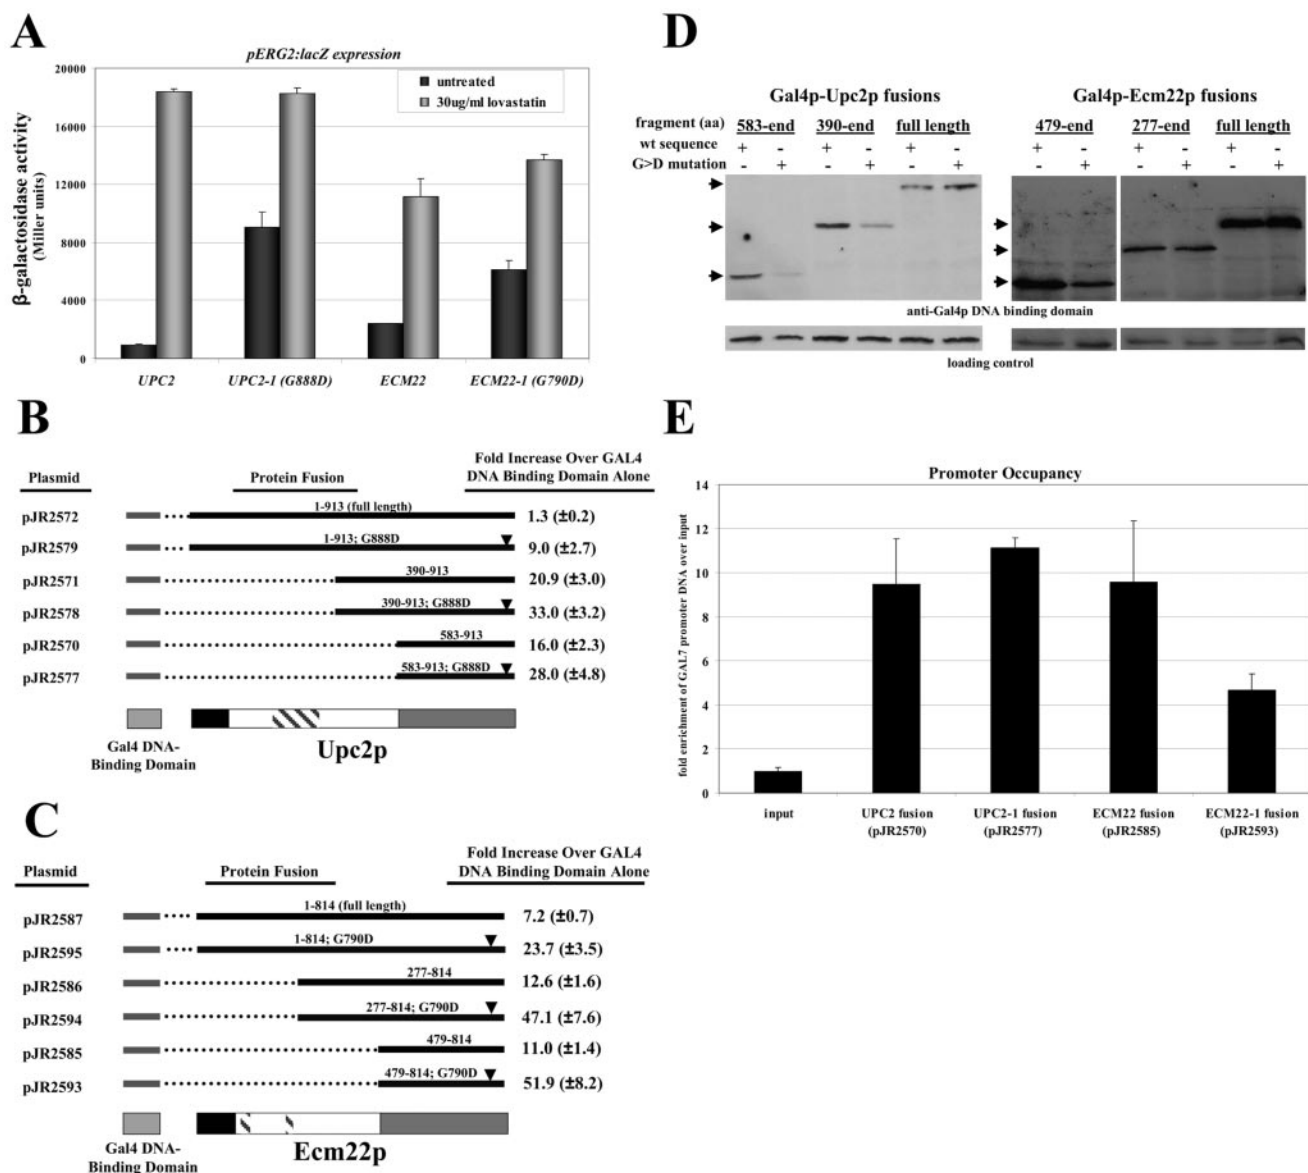 A
pERG2:lacZ expression
β-galactosidase activity
(Miller units)
20000
16000
12000
8000
4000
0
untreated
30ug/ml lovastatin
UPC2
UPC2-1 (G888D)
ECM22
ECM22-1 (G790D)
B
Plasmid
Protein Fusion
Fold Increase Over GAL4
DNA Binding Domain Alone
pJR2572
1-913 (full length)
1.3 (±0.2)
pJR2579
1-913; G888D
9.0 (±2.7)
pJR2571
390-913
20.9 (±3.0)
pJR2578
390-913; G888D
33.0 (±3.2)
pJR2570
583-913
16.0 (±2.3)
pJR2577
583-913; G888D
28.0 (±4.8)
Gal4 DNA-
Binding Domain
Upc2p
C
Plasmid
Protein Fusion
Fold Increase Over GAL4
DNA Binding Domain Alone
pJR2587
1-814 (full length)
7.2 (±0.7)
pJR2595
1-814; G790D
23.7 (±3.5)
pJR2586
277-814
12.6 (±1.6)
pJR2594
277-814; G790D
47.1 (±7.6)
pJR2585
479-814
11.0 (±1.4)
pJR2593
479-814; G790D
51.9 (±8.2)
Gal4 DNA-
Binding Domain
Ecm22p
D
Gal4p-Upc2p fusions
Gal4p-Ecm22p fusions
fragment (aa) 583-end 390-end full length 479-end 277-end full length
wt sequence + - + - + - + - + - + -
G>D mutation - + - + - + - + - + - +
anti-Gal4p DNA binding domain
loading control
E
Promoter Occupancy
fold enrichment of GAL7 promoter DNA over input
14
12
10
8
6
4
2
0
input
UPC2 fusion
(pJR2570)
UPC2-1 fusion
(pJR2577)
ECM22 fusion
(pJR2585)
ECM22-1 fusion
(pJR2593)